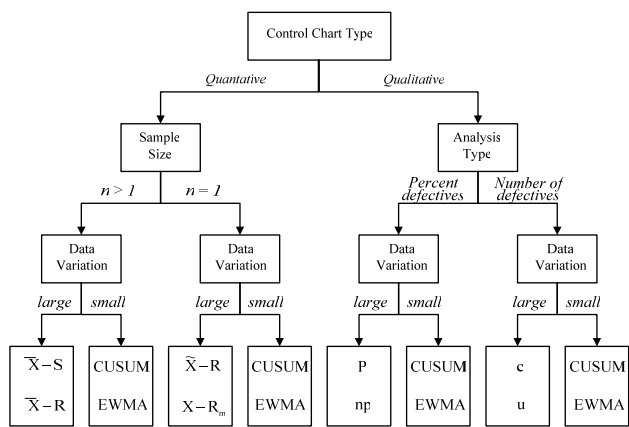 Control Chart Type
Quantative
Qualitative
Sample
Size
Analysis
Type
n > 1
n = 1
Percent
defectives
Number of
defectives
Data
Variation
Data
Variation
Data
Variation
Data
Variation
large
small
large
small
large
small
large
small
X̅ – S
X̅ – R
CUSUM
EWMA
X̃ – R
X – Rₘ
CUSUM
EWMA
P
np
CUSUM
EWMA
c
u
CUSUM
EWMA